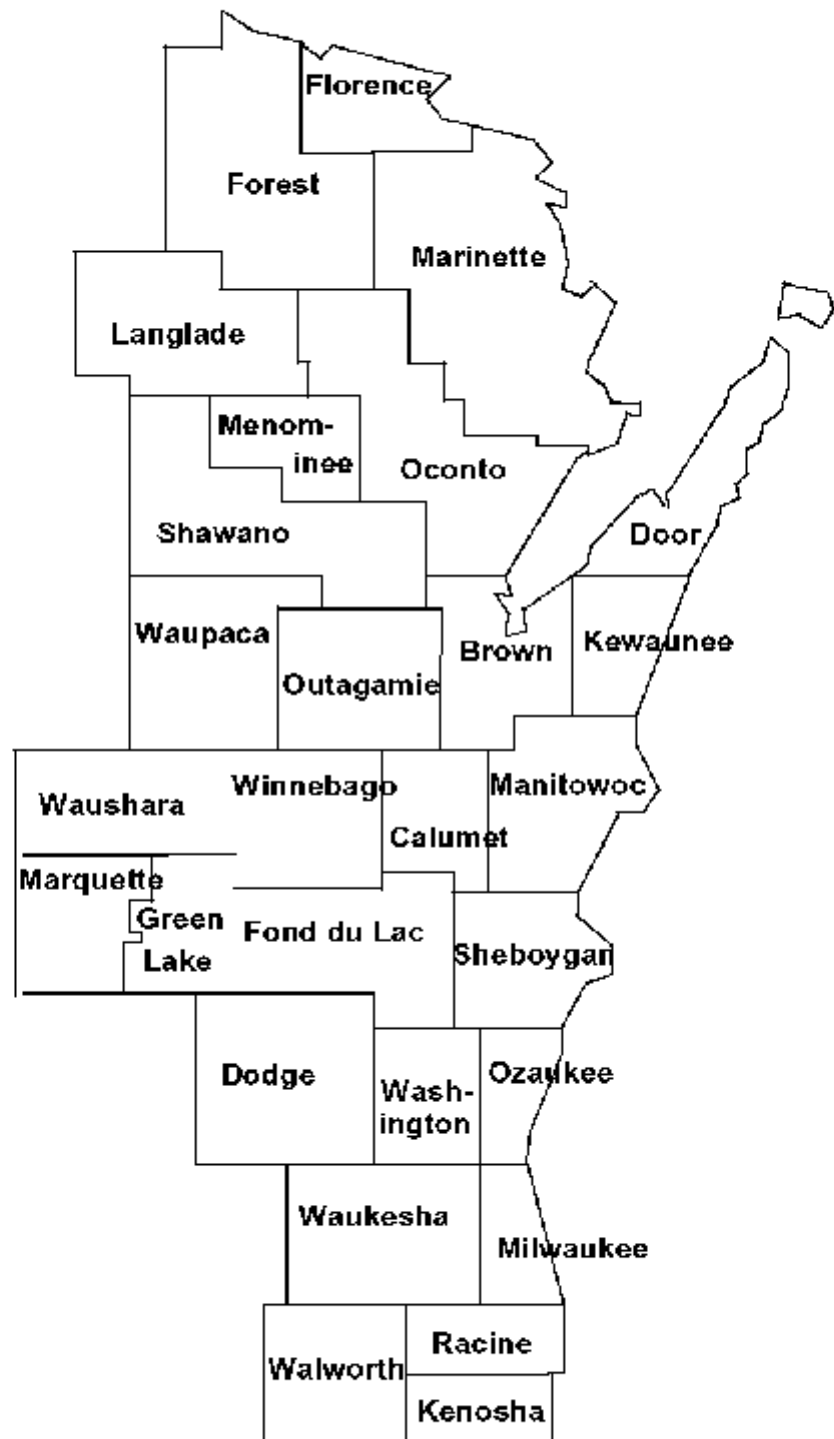 Florence
Forest
Marinette
Langlade
Menom-
inee
Oconto
Shawano
Door
Waupaca
Brown
Kewaunee
Outagamie
Winnebago
Manitowoc
Waushara
Calumet
Marquette
Green
Lake
Fond du Lac
Sheboygan
Dodge
Ozaukee
Wash-
ington
Waukesha
Milwaukee
Racine
Walworth
Kenosha